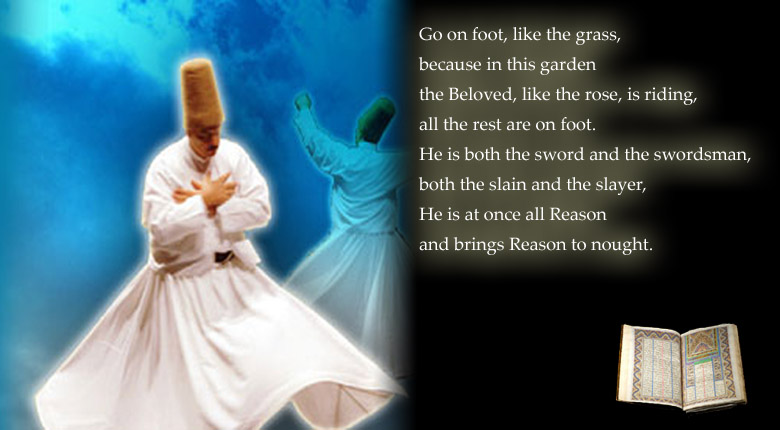 Go on foot, like the grass,
because in this garden
the Beloved, like the rose, is riding,
all the rest are on foot.
He is both the sword and the swordsman,
both the slain and the slayer,
He is at once all Reason
and brings Reason to nought.